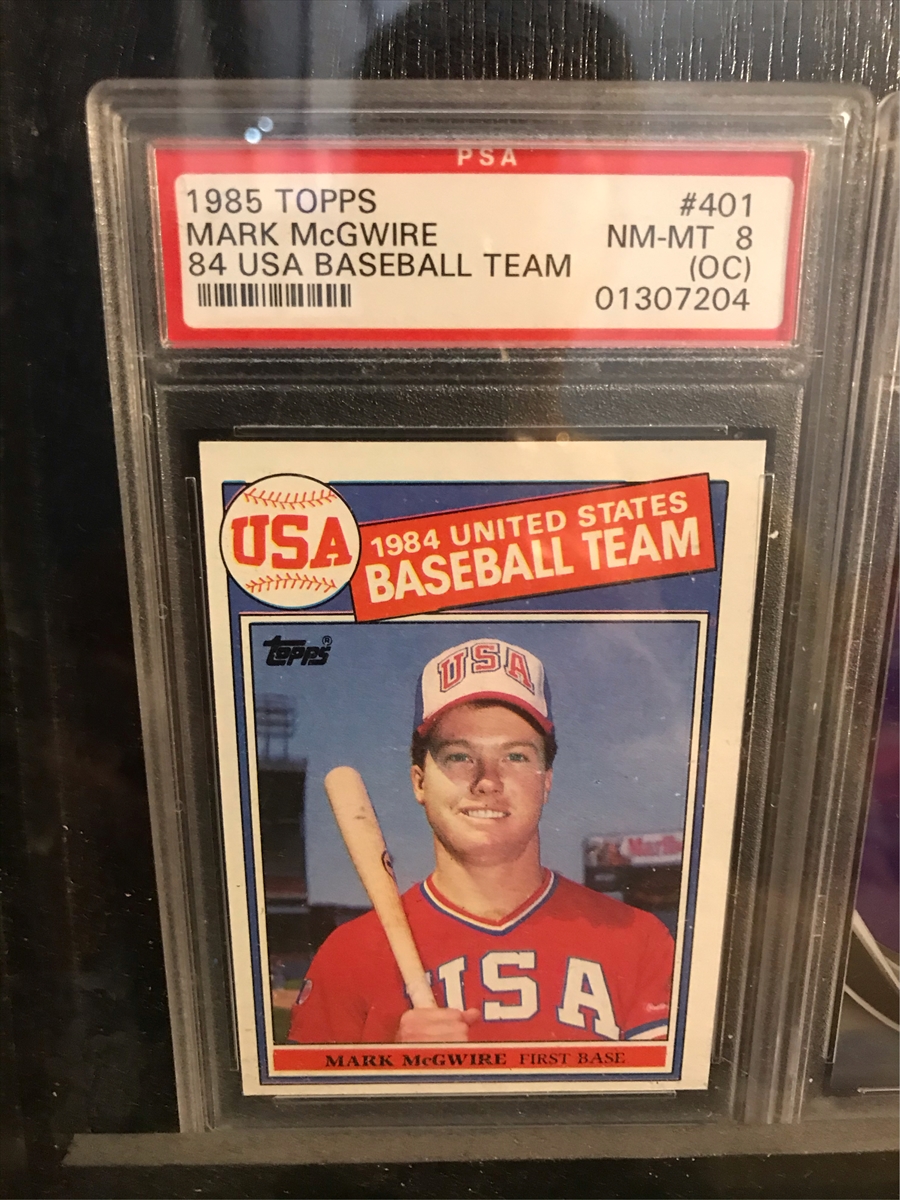 PSA
1985 TOPPS #401
MARK McGWIRE NM-MT 8
84 USA BASEBALL TEAM (OC)
01307204
USA
1984 UNITED STATES
BASEBALL TEAM
Topps®
USA
USA
MARK McGWIRE FIRST BASE